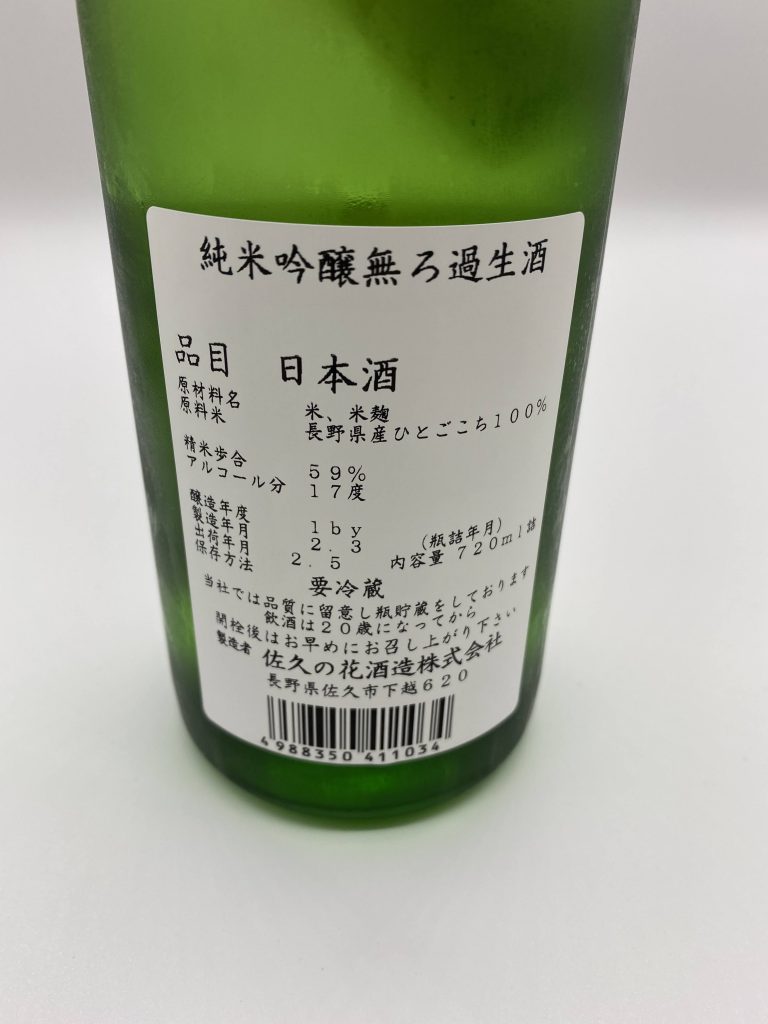 純米吟醸無ろ過生酒
品目 日本酒
原材料名 米、米麹
原料米 長野県産ひとごこち100%
精米歩合 59%
アルコール分 17度
醸造年度 1by
製造年月 2.3 (瓶詰年月)
出荷年月 2.5 内容量 720ml詰
保存方法 要冷蔵
当社では品質に留意し瓶貯蔵をしております
飲酒は20歳になってから
開栓後はお早めにお召し上がり下さい
製造者 佐久の花酒造株式会社
長野県佐久市下越620
4988350 411034